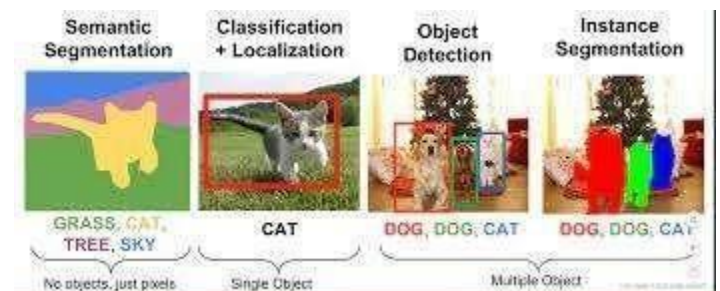 Semantic
Segmentation
Classification
+ Localization
Object
Detection
Instance
Segmentation
GRASS, CAT,
TREE, SKY
CAT
DOG, DOG, CAT
DOG, DOG, CAT
No objects, just pixels
Single Object
Multiple Object